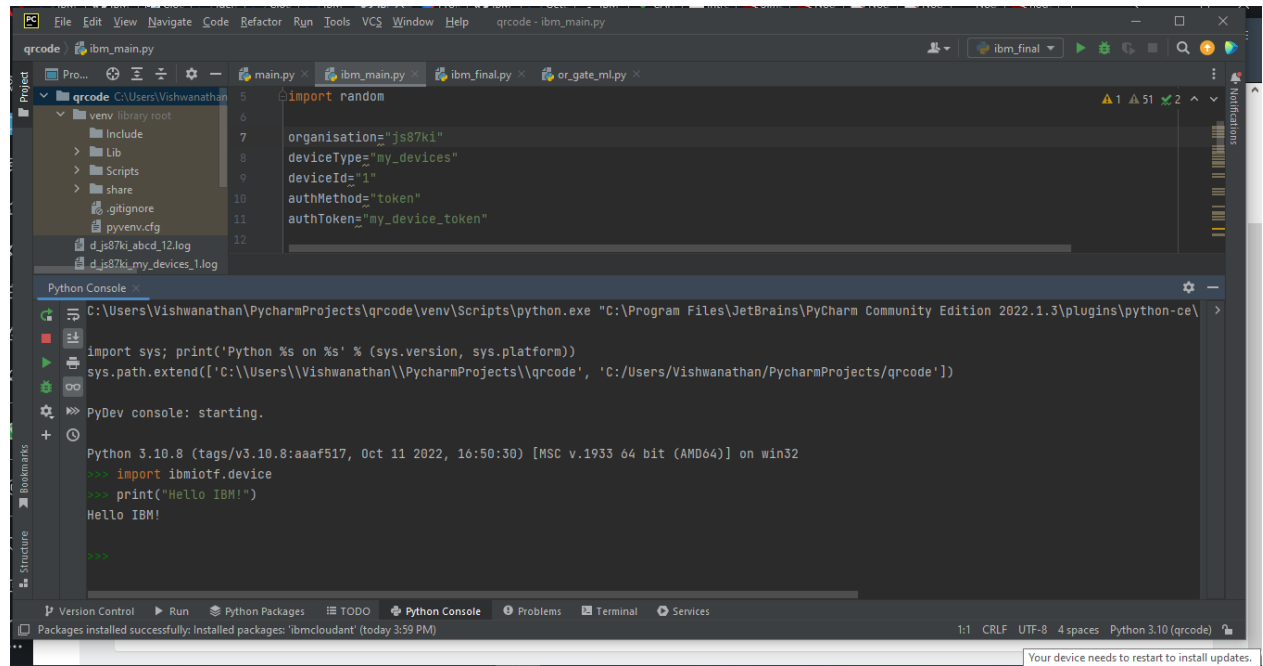 PC File Edit View Navigate Code Refactor Run Tools VCS Window Help qrcode - ibm_main.py
qrcode ibm_main.py ibm_final
Project Pro... main.py ibm_main.py ibm_final.py or_gate_ml.py
qrcode C:\Users\Vishwanathan 5 import random 1 51 2
venv library root 6
Include 7 organisation="js87ki"
Lib 8 deviceType="my_devices"
Scripts 9 deviceId="1"
share 10 authMethod="token"
.gitignore 11 authToken="my_device_token"
pyvenv.cfg 12
d_js87ki_abcd_12.log
d_js87ki_my_devices_1.log
Notifications
Python Console
C:\Users\Vishwanathan\PycharmProjects\qrcode\venv\Scripts\python.exe "C:\Program Files\JetBrains\PyCharm Community Edition 2022.1.3\plugins\python-ce\
import sys; print('Python %s on %s' % (sys.version, sys.platform))
sys.path.extend(['C:\\Users\\Vishwanathan\\PycharmProjects\\qrcode', 'C:/Users/Vishwanathan/PycharmProjects/qrcode'])
PyDev console: starting.
Python 3.10.8 (tags/v3.10.8:aaaf517, Oct 11 2022, 16:50:30) [MSC v.1933 64 bit (AMD64)] on win32
>>> import ibmiotf.device
>>> print("Hello IBM!")
Hello IBM!
>>>
Bookmarks
Structure
Version Control Run Python Packages TODO Python Console Problems Terminal Services
Packages installed successfully: Installed packages: 'ibmcloudant' (today 3:59 PM) 1:1 CRLF UTF-8 4 spaces Python 3.10 (qrcode)
Your device needs to restart to install updates.